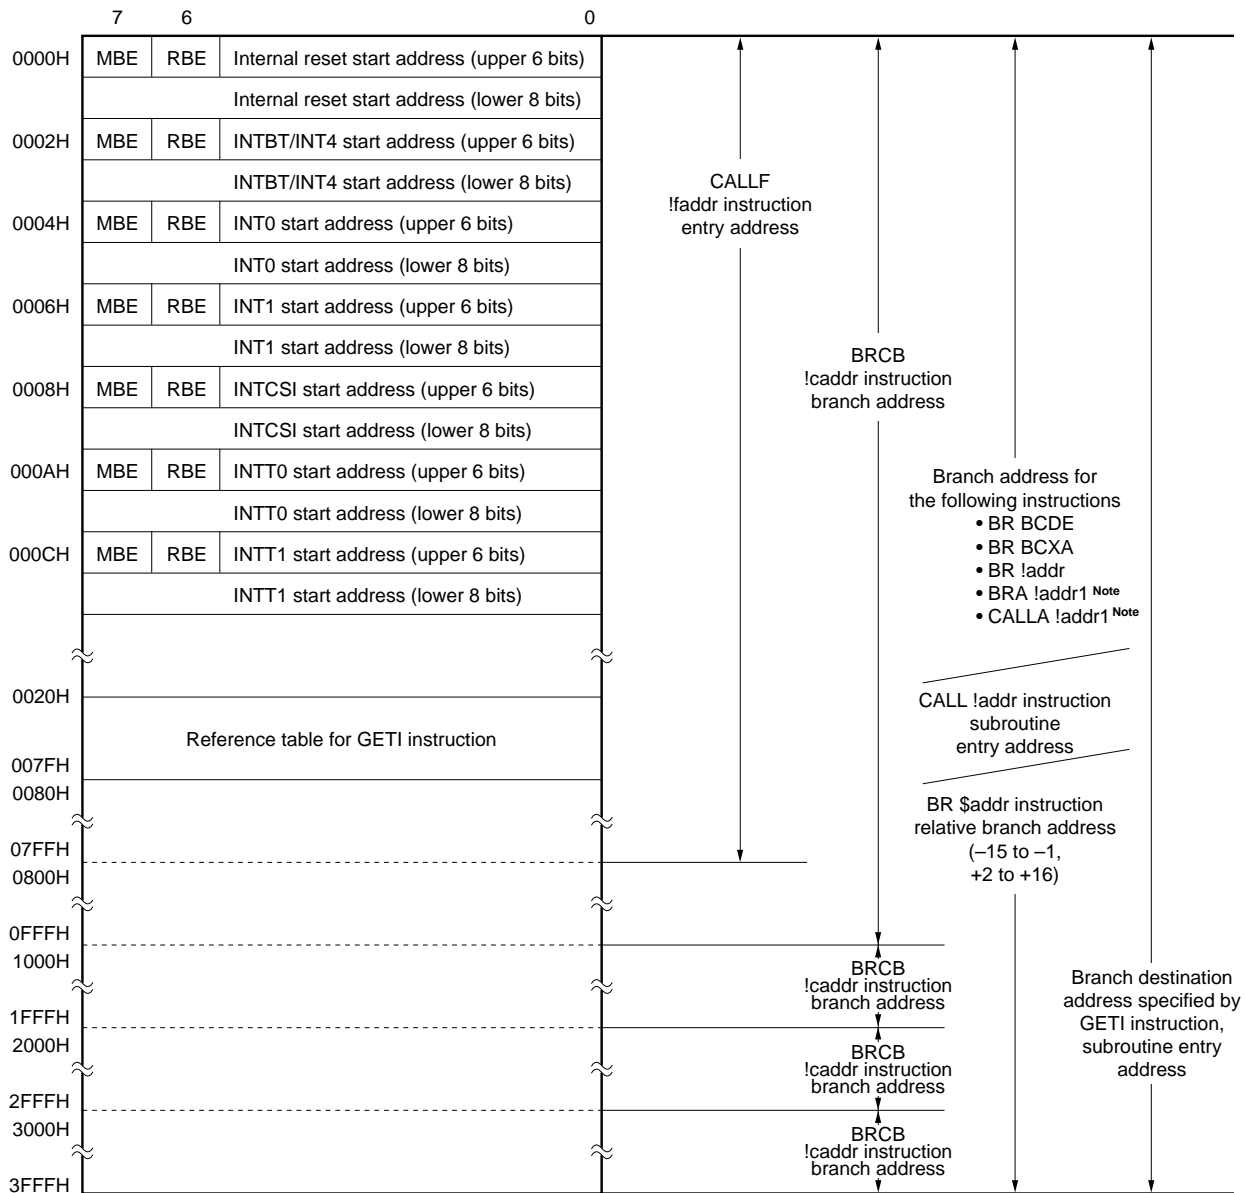 7 6 0
0000H MBE RBE Internal reset start address (upper 6 bits)
Internal reset start address (lower 8 bits)
0002H MBE RBE INTBT/INT4 start address (upper 6 bits)
INTBT/INT4 start address (lower 8 bits)
0004H MBE RBE INT0 start address (upper 6 bits)
INT0 start address (lower 8 bits)
0006H MBE RBE INT1 start address (upper 6 bits)
INT1 start address (lower 8 bits)
0008H MBE RBE INTCSI start address (upper 6 bits)
INTCSI start address (lower 8 bits)
000AH MBE RBE INTT0 start address (upper 6 bits)
INTT0 start address (lower 8 bits)
000CH MBE RBE INTT1 start address (upper 6 bits)
INTT1 start address (lower 8 bits)
0020H
Reference table for GETI instruction
007FH
0080H
07FFH
0800H
0FFFH
1000H
1FFFH
2000H
2FFFH
3000H
3FFFH
CALLF
!faddr instruction
entry address
BRCB
!caddr instruction
branch address
BRCB
!caddr instruction
branch address
BRCB
!caddr instruction
branch address
BRCB
!caddr instruction
branch address
Branch address for
the following instructions
• BR BCDE
• BR BCXA
• BR !addr
• BRA !addr1 Note
• CALLA !addr1 Note
CALL !addr instruction
subroutine
entry address
BR $addr instruction
relative branch address
(–15 to –1,
+2 to +16)
Branch destination
address specified by
GETI instruction,
subroutine entry
address